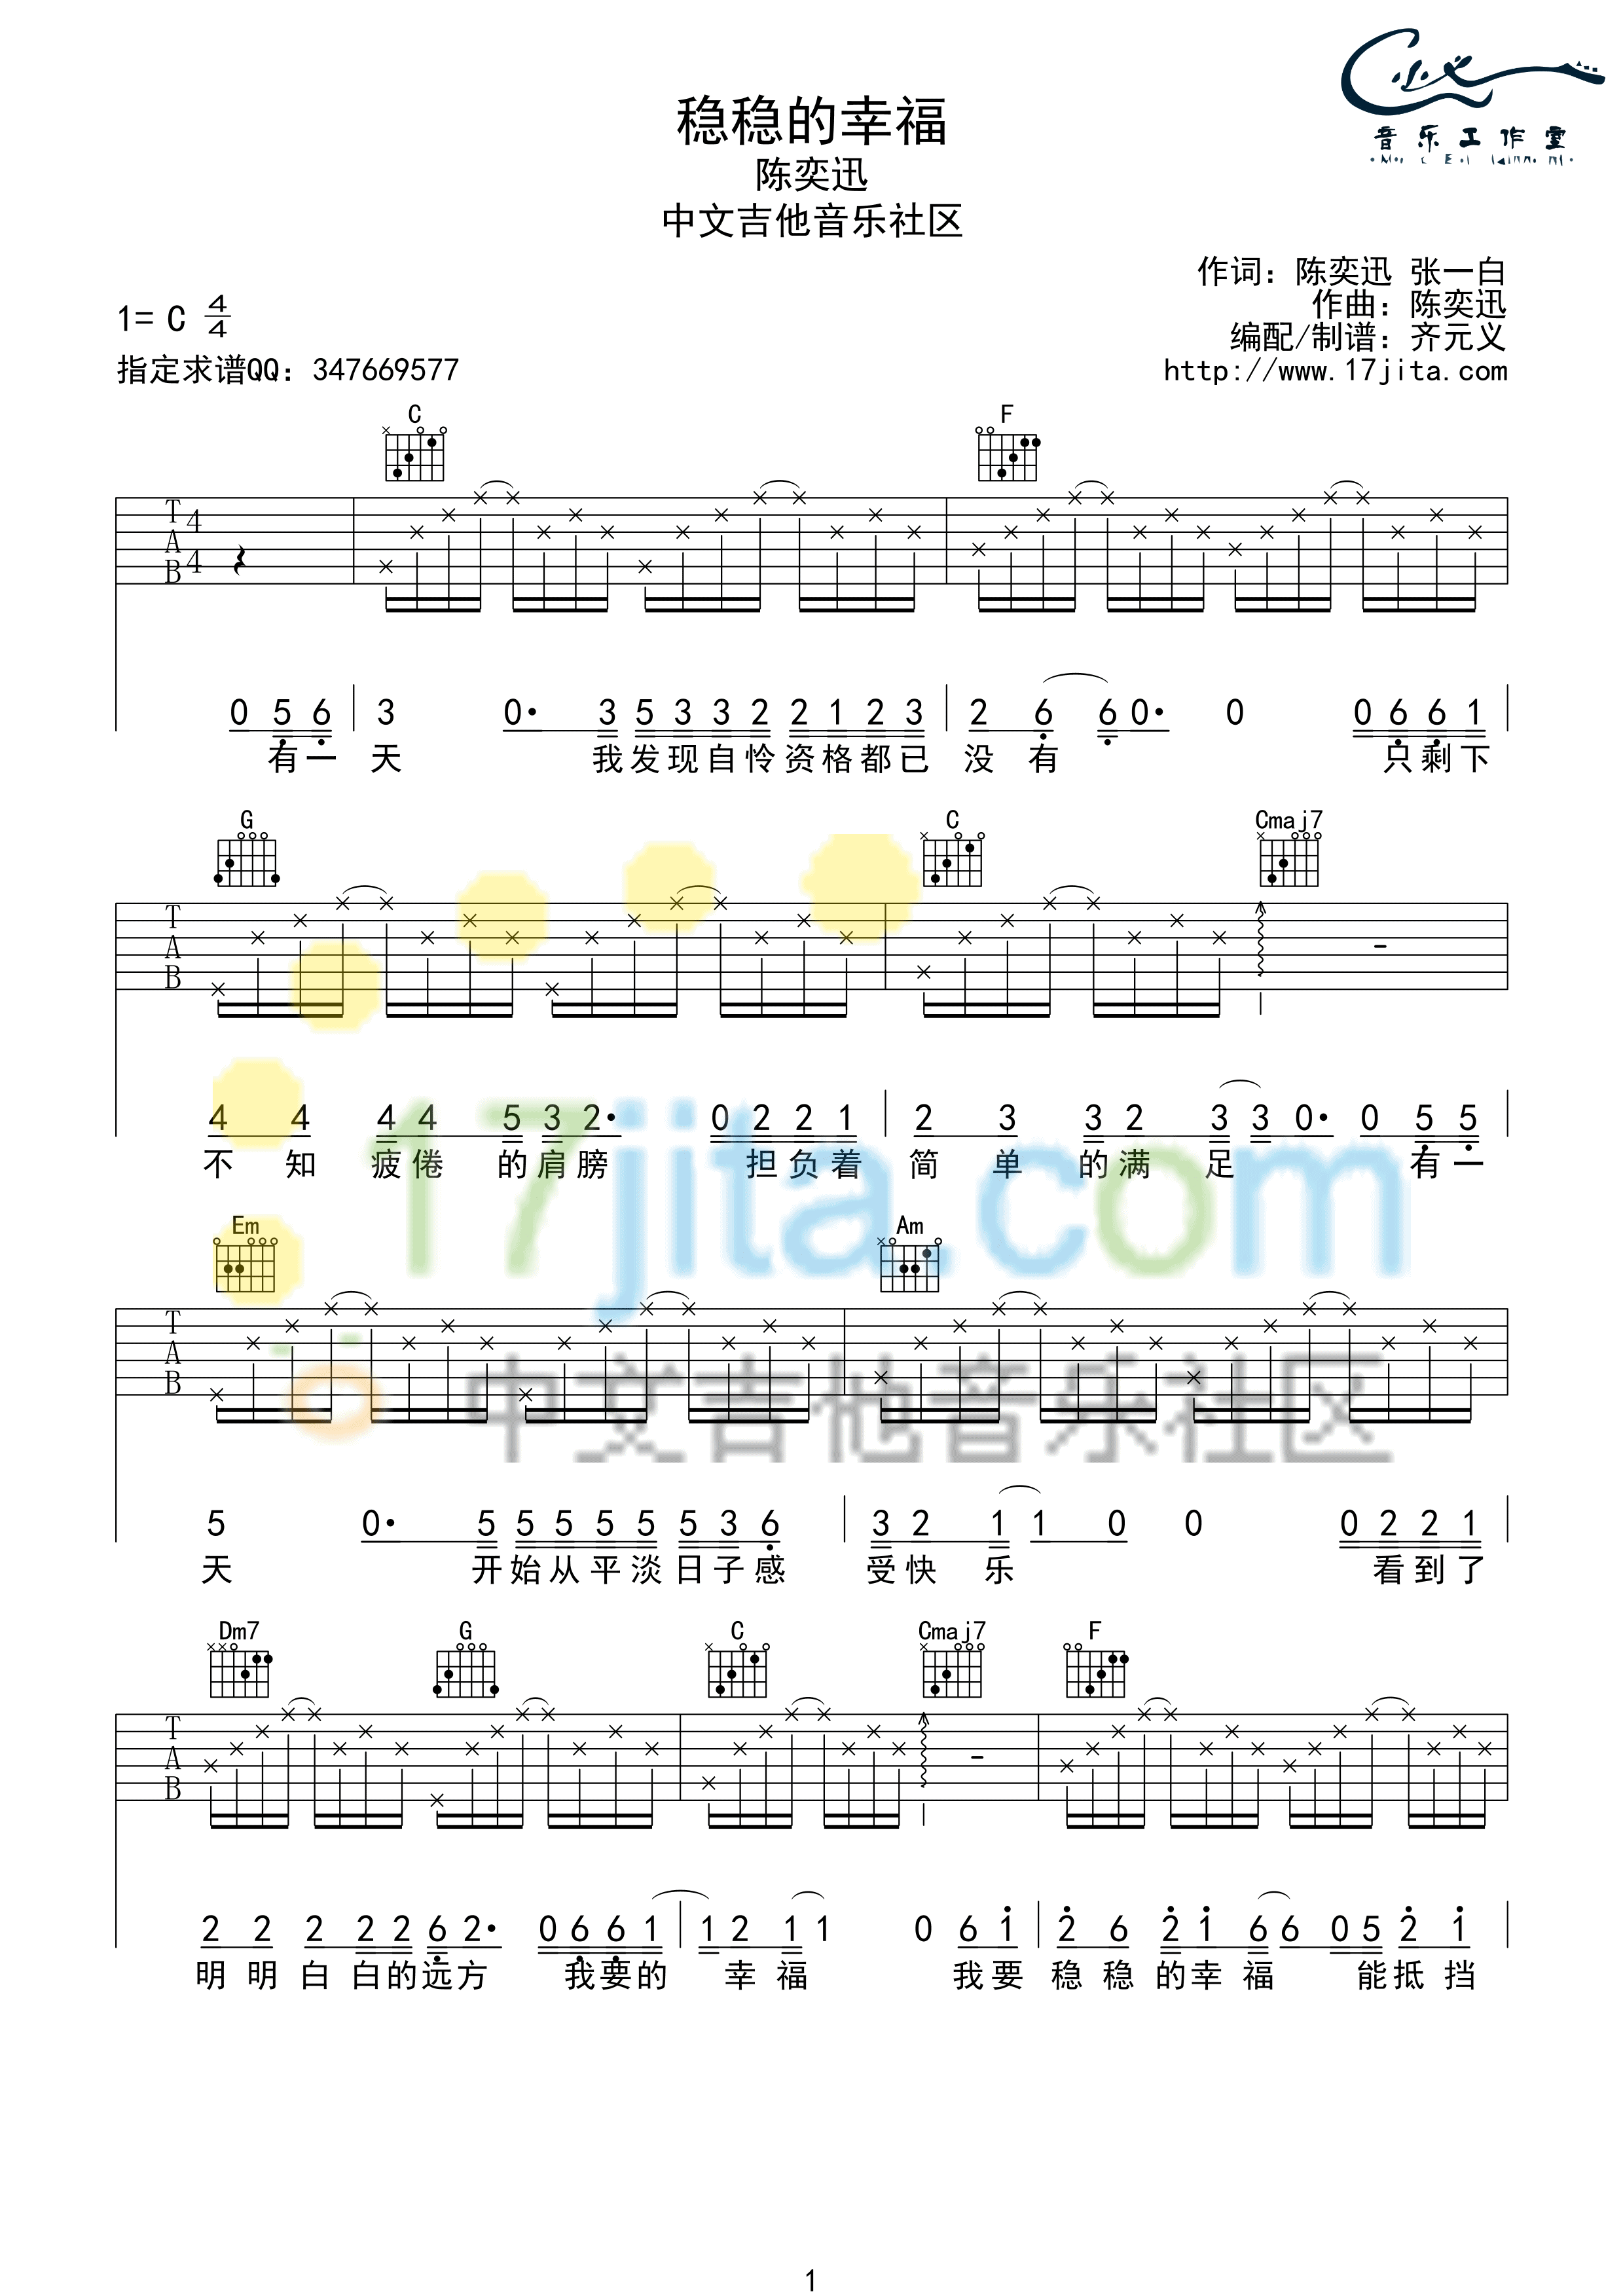 音乐工作室
稳稳的幸福
陈奕迅
中文吉他音乐社区
作词：陈奕迅 张一白
作曲：陈奕迅
1= C 4/4
编配/制谱：齐元义
指定求谱QQ：347669577
http://www.17jita.com
C F
T A B 4 4
0 5 6 3 0· 3 5 3 3 2 2 1 2 3 2 6 6 0· 0 0 6 6 1
有一 天 我发现自怜资格都已 没 有 只剩下
G C Cmaj7
T A B
4 4 4 4 5 3 2· 0 2 2 1 2 3 3 2 3 3 0· 0 5 5
不 知 疲倦 的肩膀 担负着 简 单 的满 足 有一
17jita.com
Em Am
T A B
中文吉他音乐社区
5 0· 5 5 5 5 5 5 3 6 3 2 1 1 0 0 0 2 2 1
天 开始从平淡日子感 受快 乐 看到了
Dm7 G C Cmaj7 F
T A B
2 2 2 2 2 6 2· 0 6 6 1 1 2 1 1 0 6 1 2 6 2 1 6 6 0 5 2 1
明 明 白 白的远方 我要的 幸 福 我要 稳 稳 的幸 福 能抵 挡
1